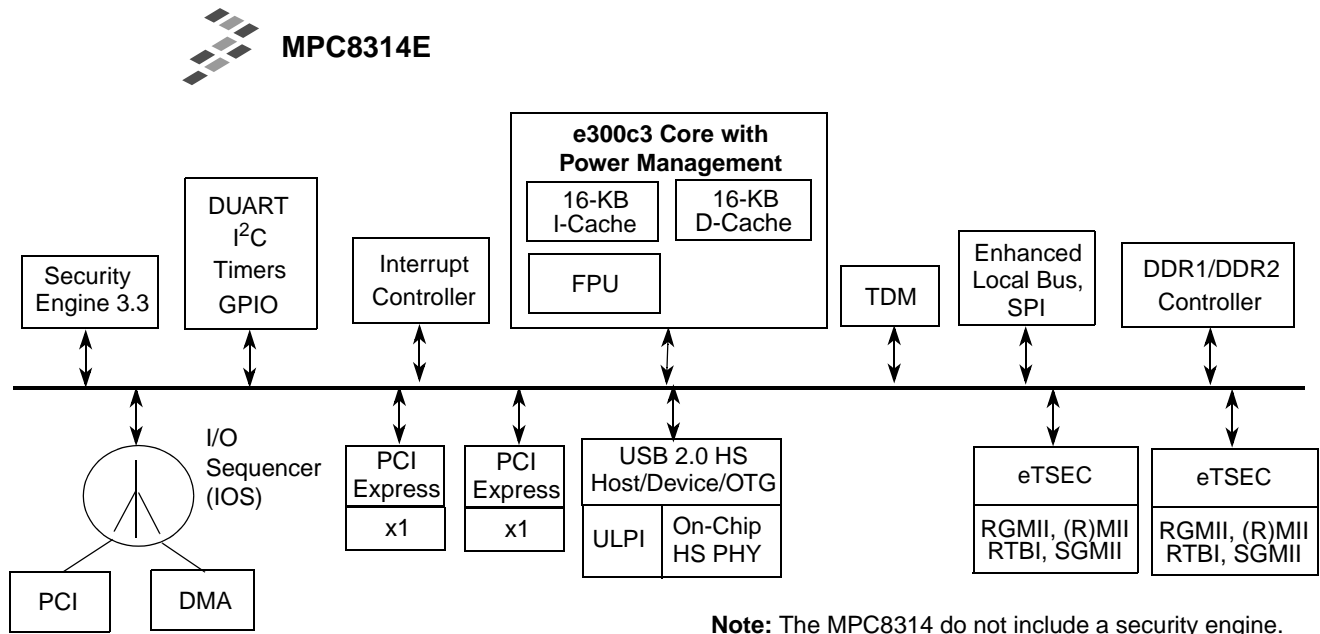 MPC8314E
e300c3 Core with
Power Management
16-KB
I-Cache
16-KB
D-Cache
FPU
Security
Engine 3.3
DUART
I²C
Timers
GPIO
Interrupt
Controller
TDM
Enhanced
Local Bus,
SPI
DDR1/DDR2
Controller
I/O
Sequencer
(IOS)
PCI
DMA
PCI
Express
x1
PCI
Express
x1
USB 2.0 HS
Host/Device/OTG
ULPI
On-Chip
HS PHY
eTSEC
RGMII, (R)MII
RTBI, SGMII
eTSEC
RGMII, (R)MII
RTBI, SGMII
Note: The MPC8314 do not include a security engine.